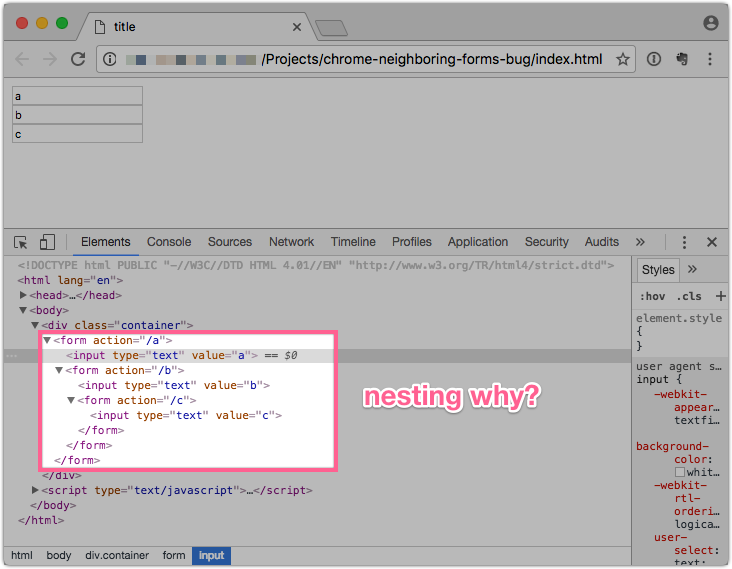 title
/Projects/chrome-neighboring-forms-bug/index.html
a
b
c
Elements Console Sources Network Timeline Profiles Application Security Audits »
<!DOCTYPE html PUBLIC "-//W3C//DTD HTML 4.01//EN" "http://www.w3.org/TR/html4/strict.dtd">
<html lang="en">
<head>…</head>
<body>
<div class="container">
<form action="/a">
<input type="text" value="a"> == $0
<form action="/b">
<input type="text" value="b">
<form action="/c">
<input type="text" value="c">
</form>
</form>
</form>
</div>
<script type="text/javascript">…</script>
</body>
</html>
nesting why?
Styles »
:hov .cls +
element.style
{
}
user agent s…
input {
-webkit-
appear…
textfi…
background-
color:
whit…
-webkit-
rtl-
orderi…
logica…
user-
select:
text;
html body div.container form input